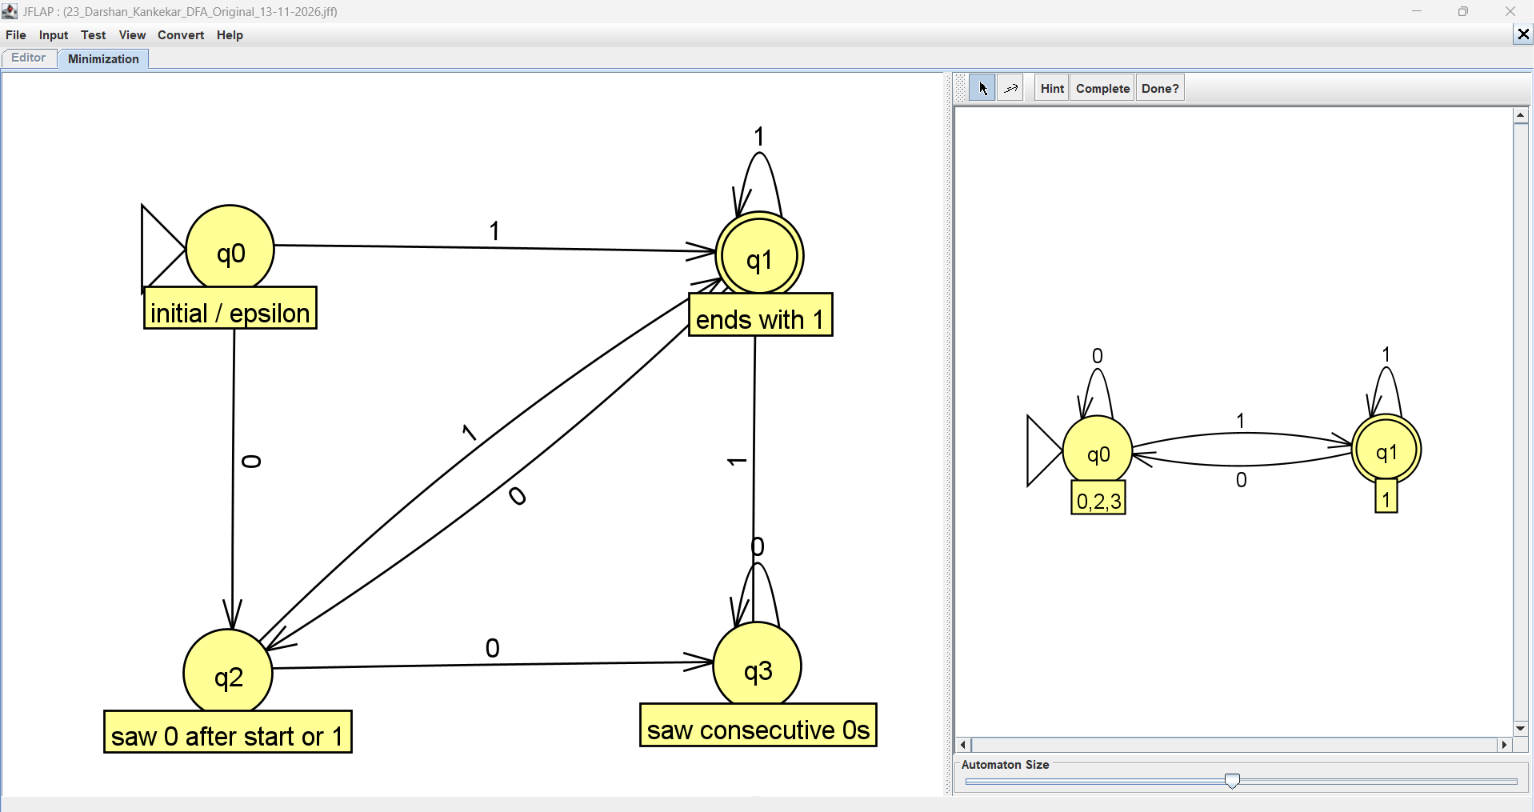 JFLAP : (23_Darshan_Kankekar_DFA_Original_13-11-2026.jff)
File Input Test View Convert Help
Editor Minimization
Hint Complete Done?
1
q0
1
q1
initial / epsilon
ends with 1
0
1
0
1
0
q2
0
q3
saw 0 after start or 1
saw consecutive 0s
0
1
1
q0
q1
0
0,2,3
1
Automaton Size